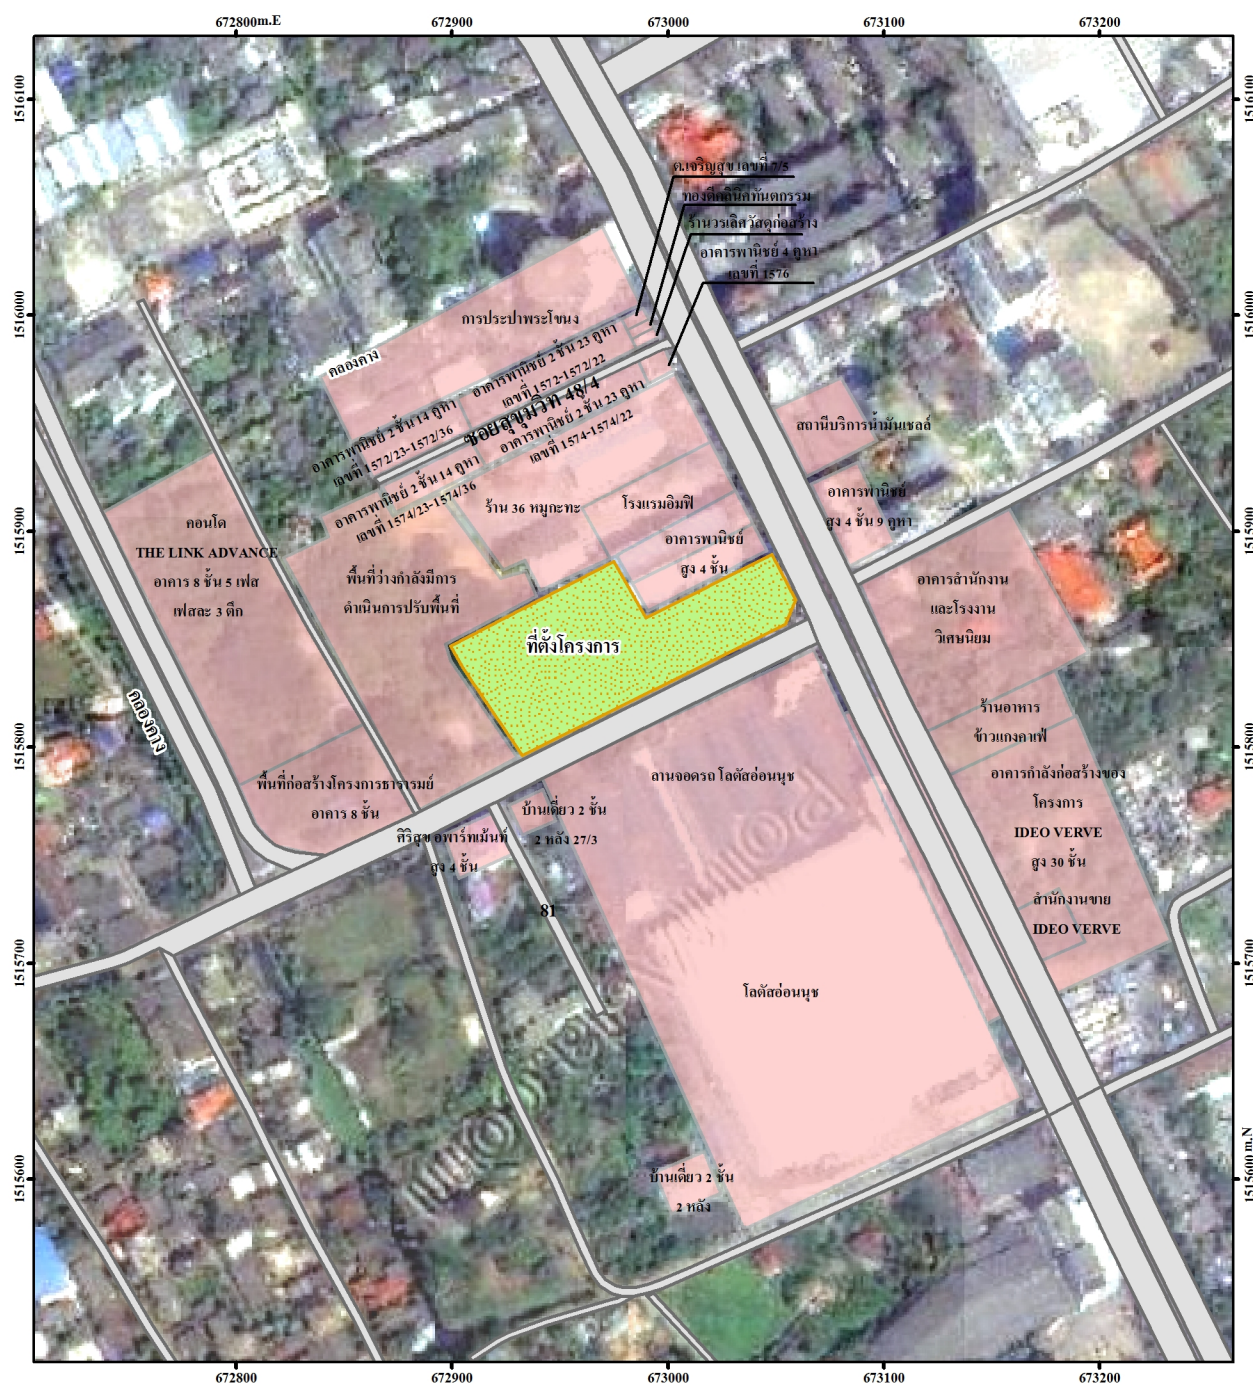 672800m.E
672900
673000
673100
673200
1516100
1516000
1515900
1515800
1515700
1515600
1516100
1516000
1515900
1515800
1515700
1515600 m.N
ต.เจริญสุข เลขที่ 7/5
ทองดีคลินิคทันตกรรม
ร้านวรเลิศวัสดุก่อสร้าง
อาคารพานิชย์ 4 คูหา
เลขที่ 1576
การประปาพระโขนง
คลองคาง
อาคารพานิชย์ 2 ชั้น 23 คูหา
เลขที่ 1572-1572/22
อาคารพานิชย์ 2 ชั้น 14 คูหา
เลขที่ 1572/23-1572/36
ซอยสุขุมวิท 48/4
อาคารพานิชย์ 2 ชั้น 23 คูหา
เลขที่ 1574-1574/22
อาคารพานิชย์ 2 ชั้น 14 คูหา
เลขที่ 1574/23-1574/36
สถานีบริการน้ำมันเชลล์
อาคารพานิชย์
สูง 4 ชั้น 9 คูหา
ร้าน 36 หมูกะทะ
โรงแรมอิมฟิ
อาคารพานิชย์
สูง 4 ชั้น
คอนโด
THE LINK ADVANCE
อาคาร 8 ชั้น 5 เฟส
เฟสละ 3 ตึก
พื้นที่ว่างกำลังมีการ
ดำเนินการปรับพื้นที่
ที่ตั้งโครงการ
อาคารสำนักงาน
และโรงงาน
วิเศษนิยม
ร้านอาหาร
ข้าวแกงคาเฟ่
คลองคาง
พื้นที่ก่อสร้างโครงการธารารมย์
อาคาร 8 ชั้น
ลานจอดรถ โลตัสอ่อนนุช
อาคารกำลังก่อสร้างของ
โครงการ
IDEO VERVE
สูง 30 ชั้น
สำนักงานขาย
IDEO VERVE
ศิริสุข อพาร์ทเม้นท์
สูง 4 ชั้น
บ้านเดี่ยว 2 ชั้น
2 หลัง 27/3
81
โลตัสอ่อนนุช
บ้านเดี่ยว 2 ชั้น
2 หลัง
672800
672900
673000
673100
673200